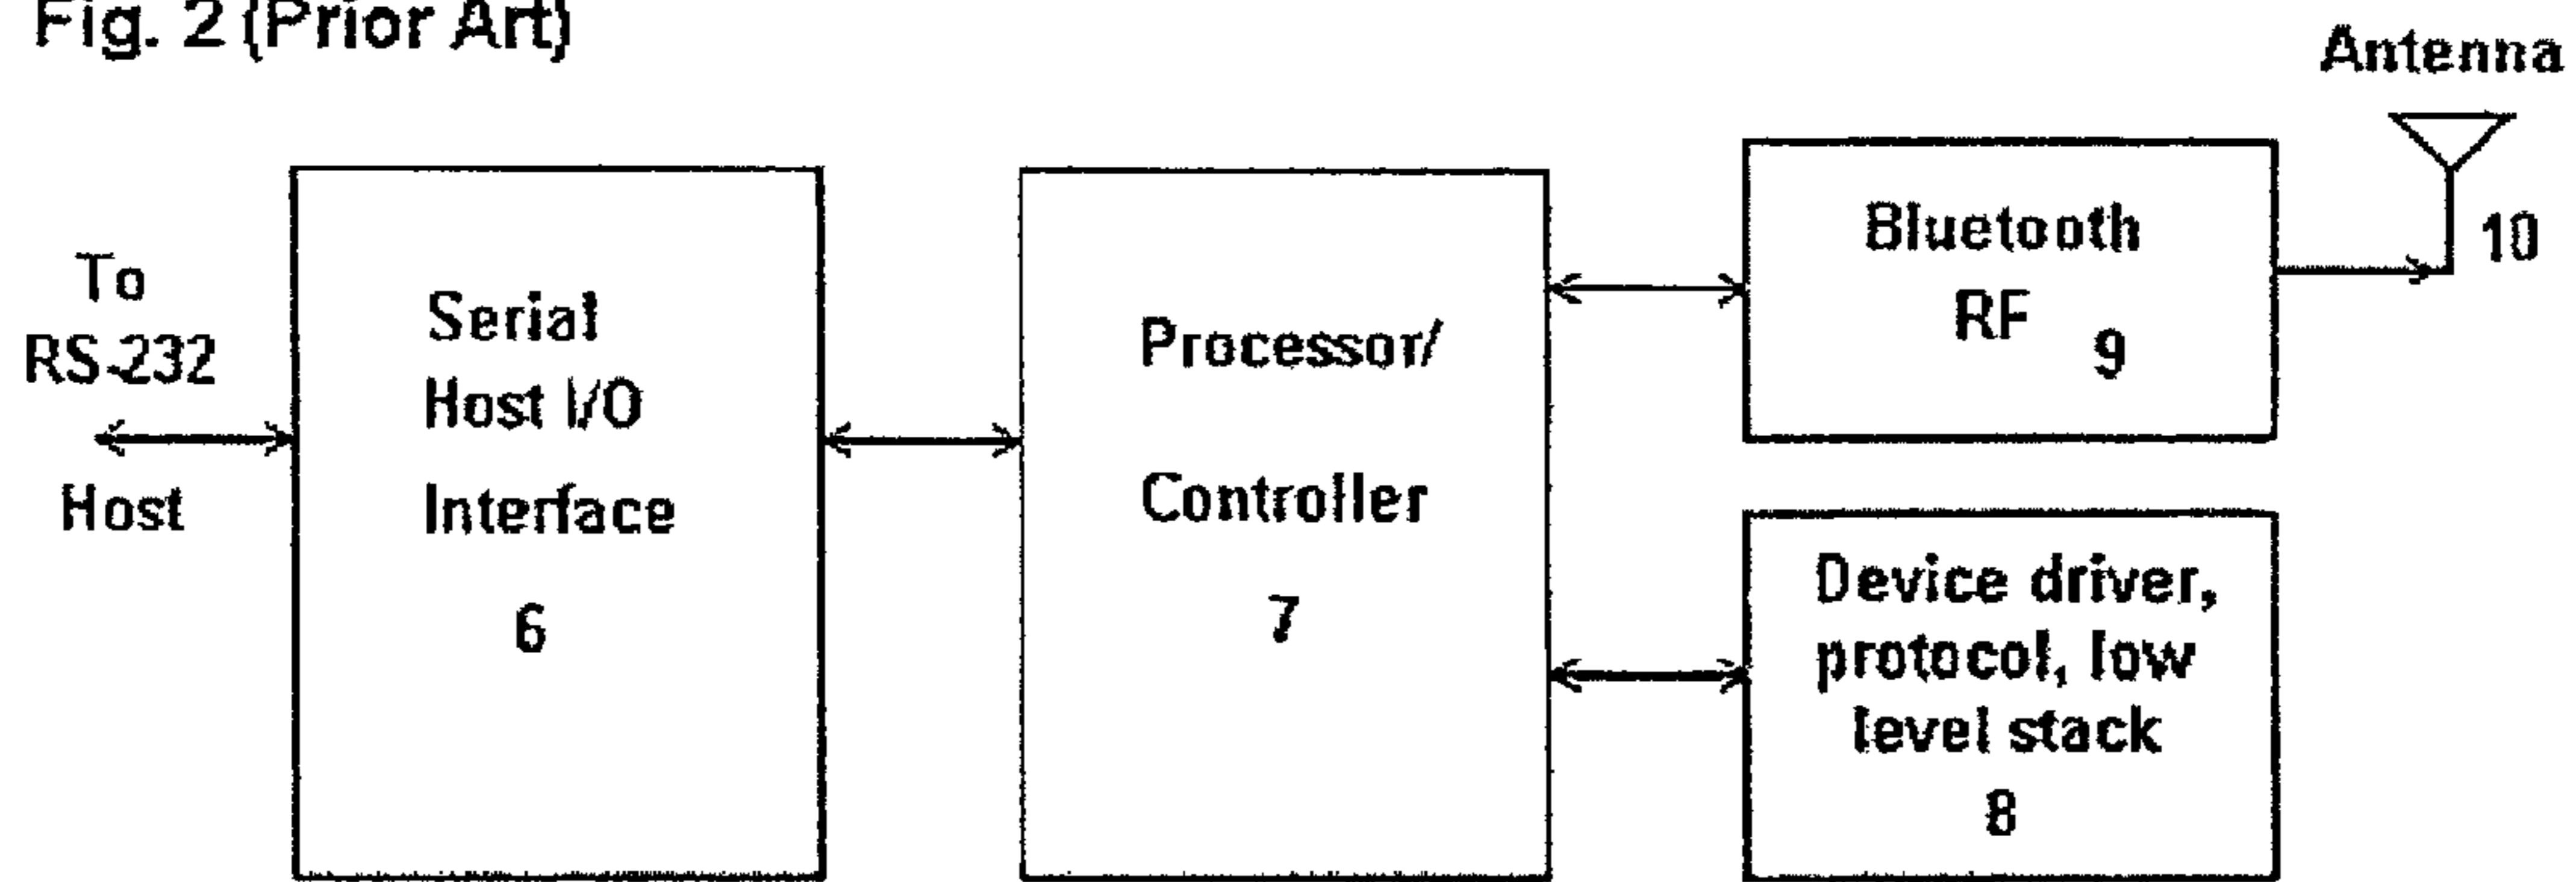 Fig. 2 (Prior Art)
Antenna
10
To
RS-232
Host
Serial
Host I/O
Interface
6
Processor/
Controller
7
Bluetooth
RF
9
Device driver,
protocol, low
level stack
8